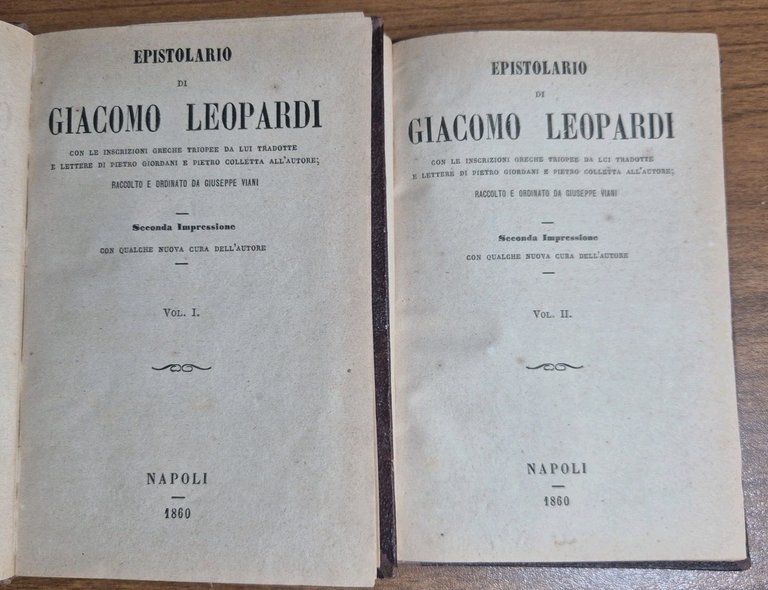 EPISTOLARIO
DI
GIACOMO LEOPARDI
CON LE INSCRIZIONI GRECHE TRIOPEE DA LUI TRADOTTE
E LETTERE DI PIETRO GIORDANI E PIETRO COLLETTA ALL'AUTORE;
RACCOLTO E ORDINATO DA GIUSEPPE VIANI
Seconda Impressione
CON QUALCHE NUOVA CURA DELL'AUTORE
VOL. I.
NAPOLI
1860
EPISTOLARIO
DI
GIACOMO LEOPARDI
CON LE INSCRIZIONI GRECHE TRIOPEE DA LUI TRADOTTE
E LETTERE DI PIETRO GIORDANI E PIETRO COLLETTA ALL'AUTORE;
RACCOLTO E ORDINATO DA GIUSEPPE VIANI
Seconda Impressione
CON QUALCHE NUOVA CURA DELL'AUTORE
VOL. II.
NAPOLI
1860